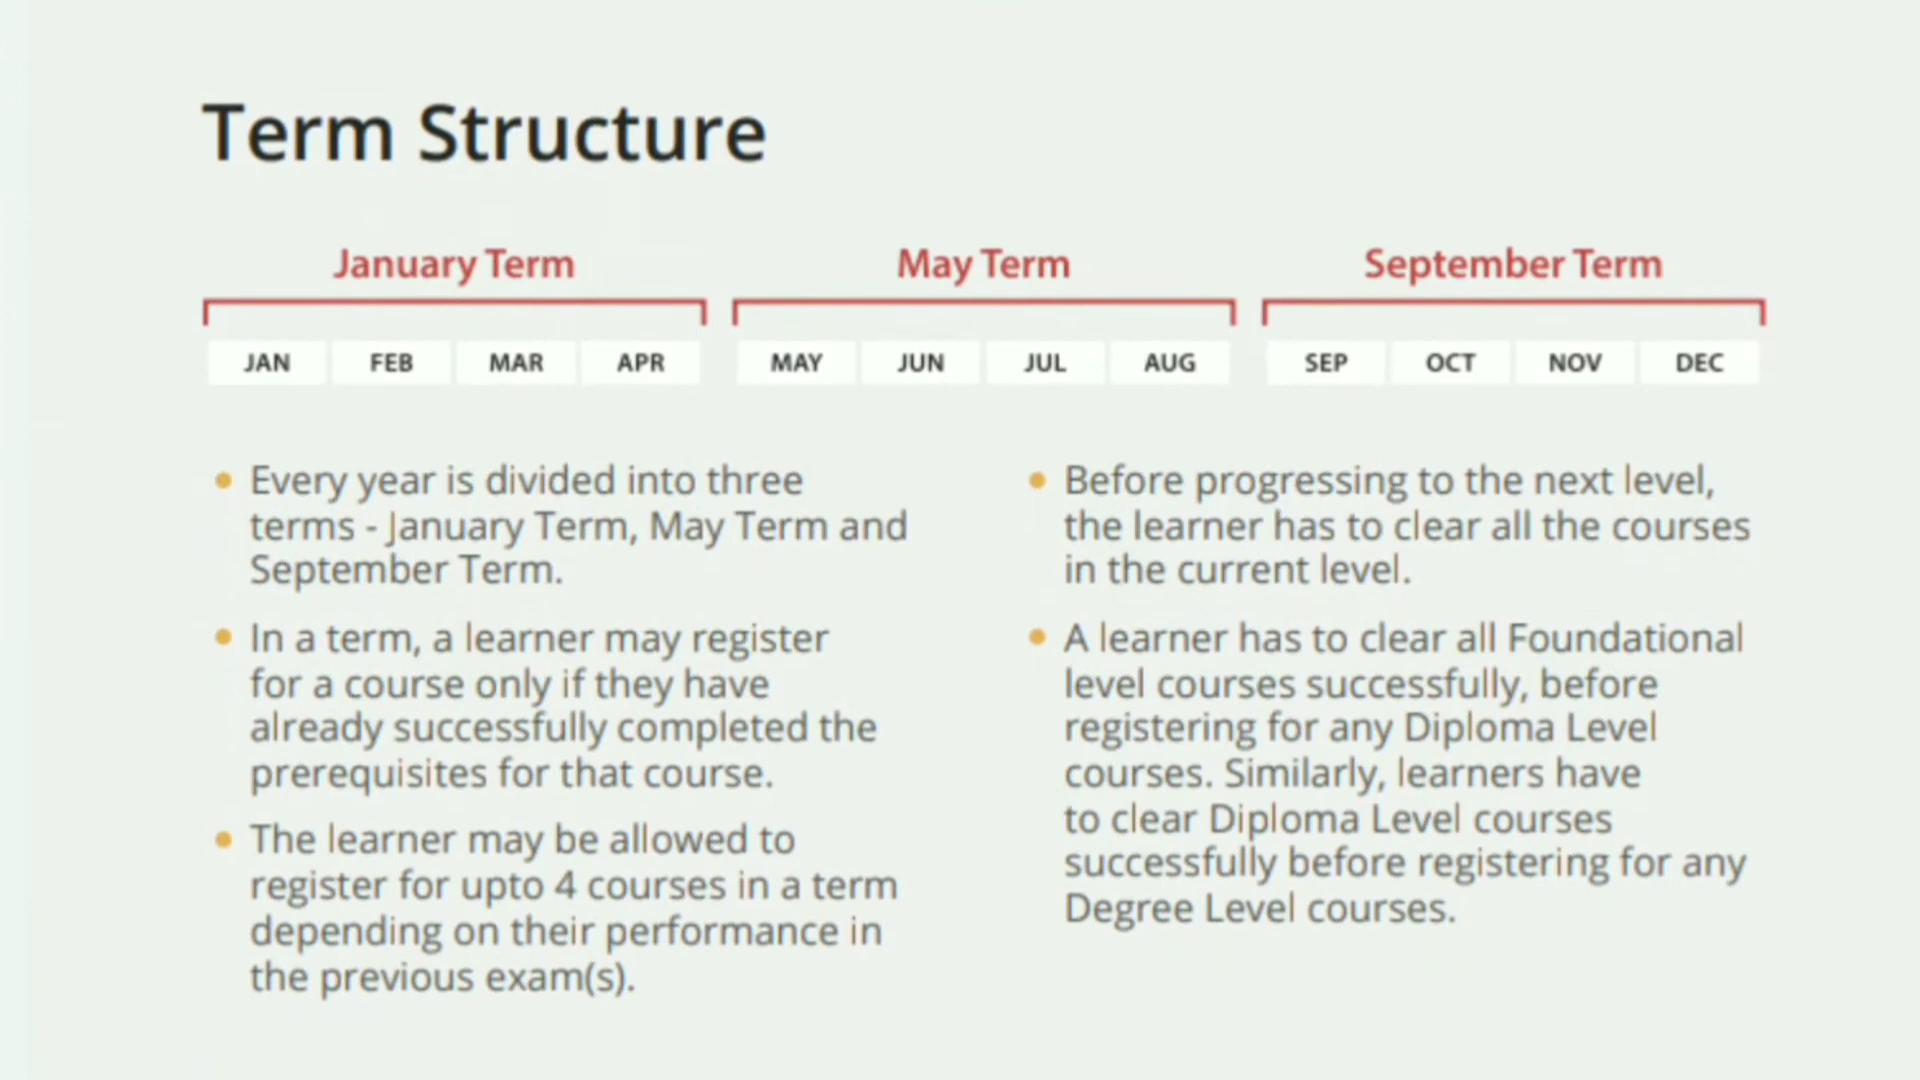 Term Structure
January Term
May Term
September Term
JAN FEB MAR APR MAY JUN JUL AUG SEP OCT NOV DEC
Every year is divided into three
terms - January Term, May Term and
September Term.
In a term, a learner may register
for a course only if they have
already successfully completed the
prerequisites for that course.
The learner may be allowed to
register for upto 4 courses in a term
depending on their performance in
the previous exam(s).
Before progressing to the next level,
the learner has to clear all the courses
in the current level.
A learner has to clear all Foundational
level courses successfully, before
registering for any Diploma Level
courses. Similarly, learners have
to clear Diploma Level courses
successfully before registering for any
Degree Level courses.